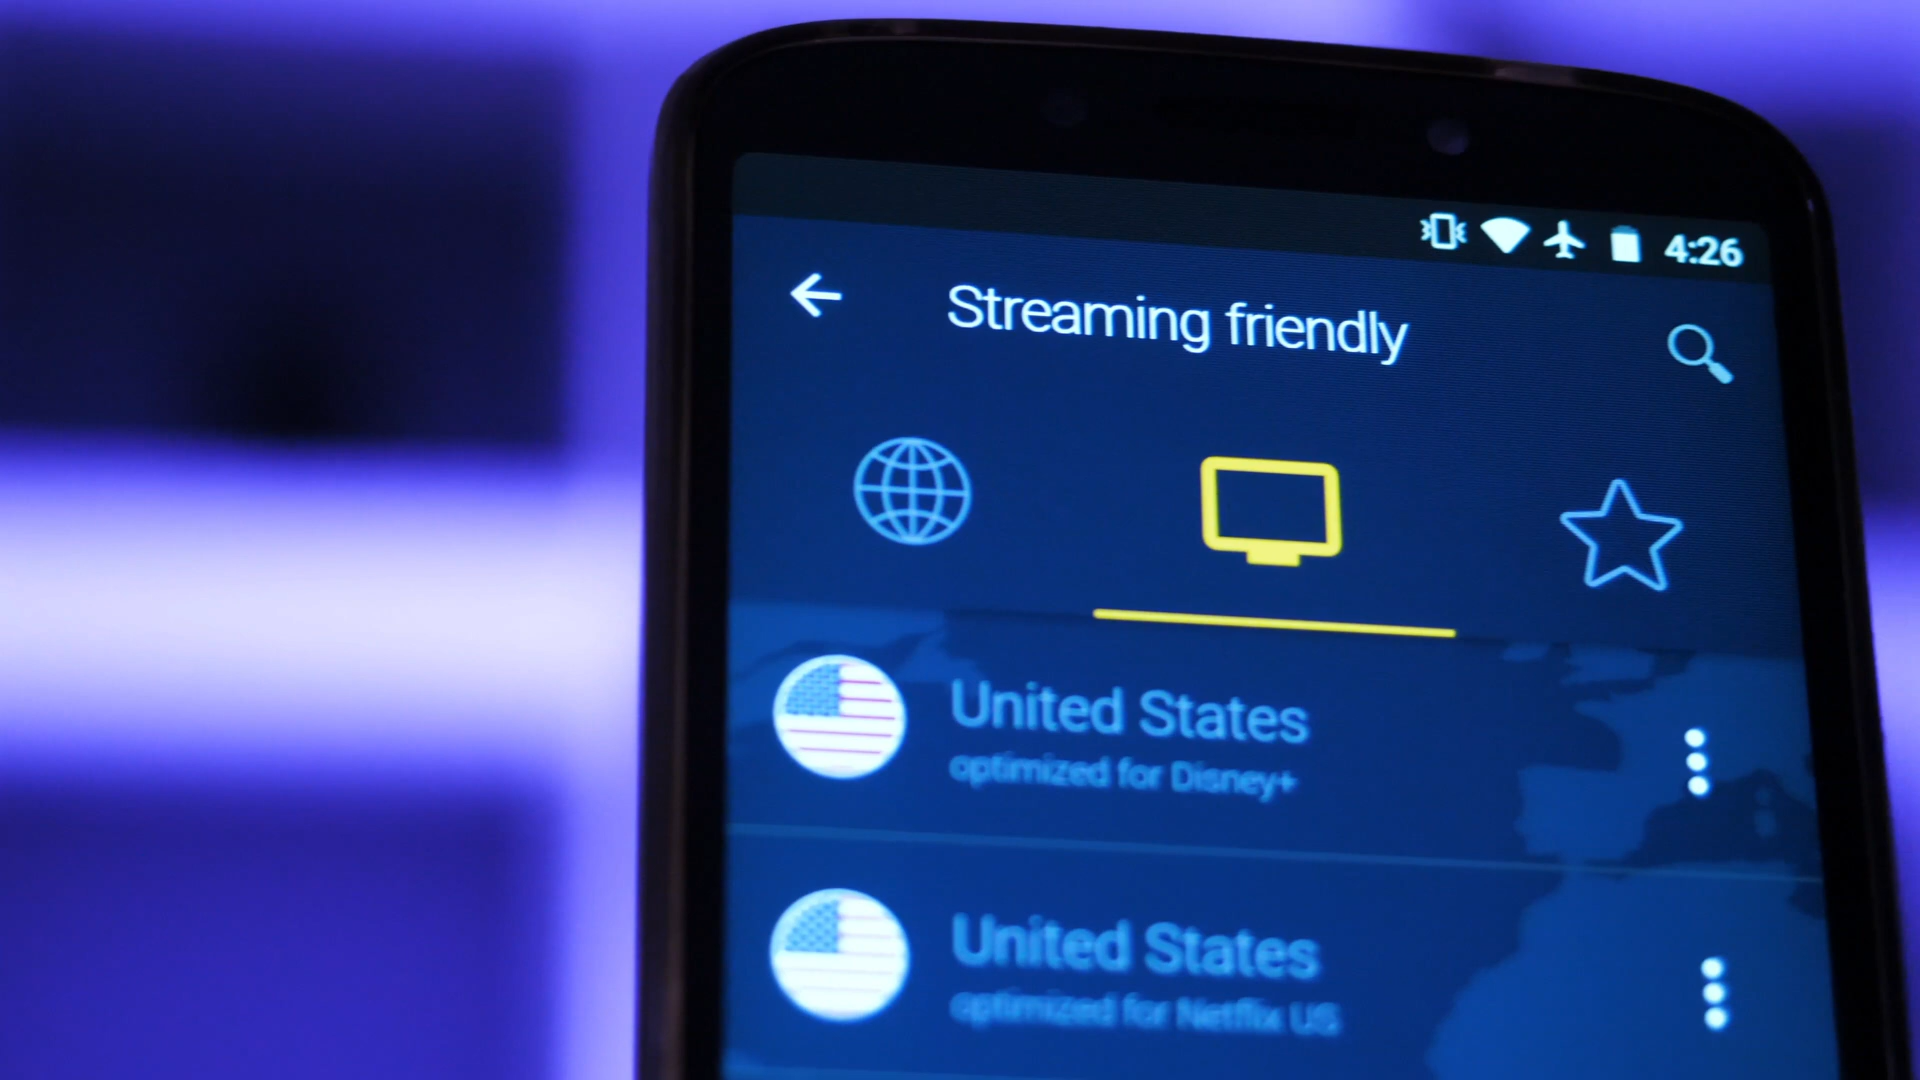 4:26
Streaming friendly
United States
optimized for Disney+
United States
optimized for Netflix US